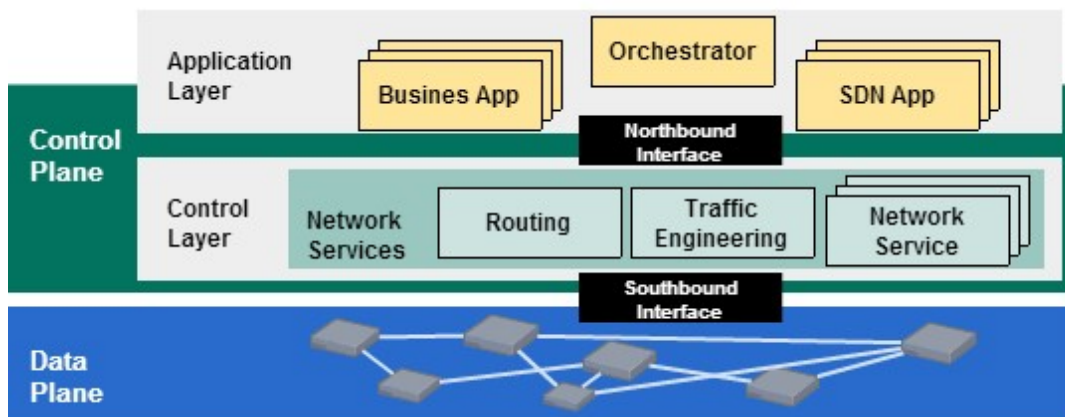 Application
Layer
Busines App
Orchestrator
SDN App
Northbound
Interface
Control
Plane
Control
Layer
Network
Services
Routing
Traffic
Engineering
Network
Service
Southbound
Interface
Data
Plane